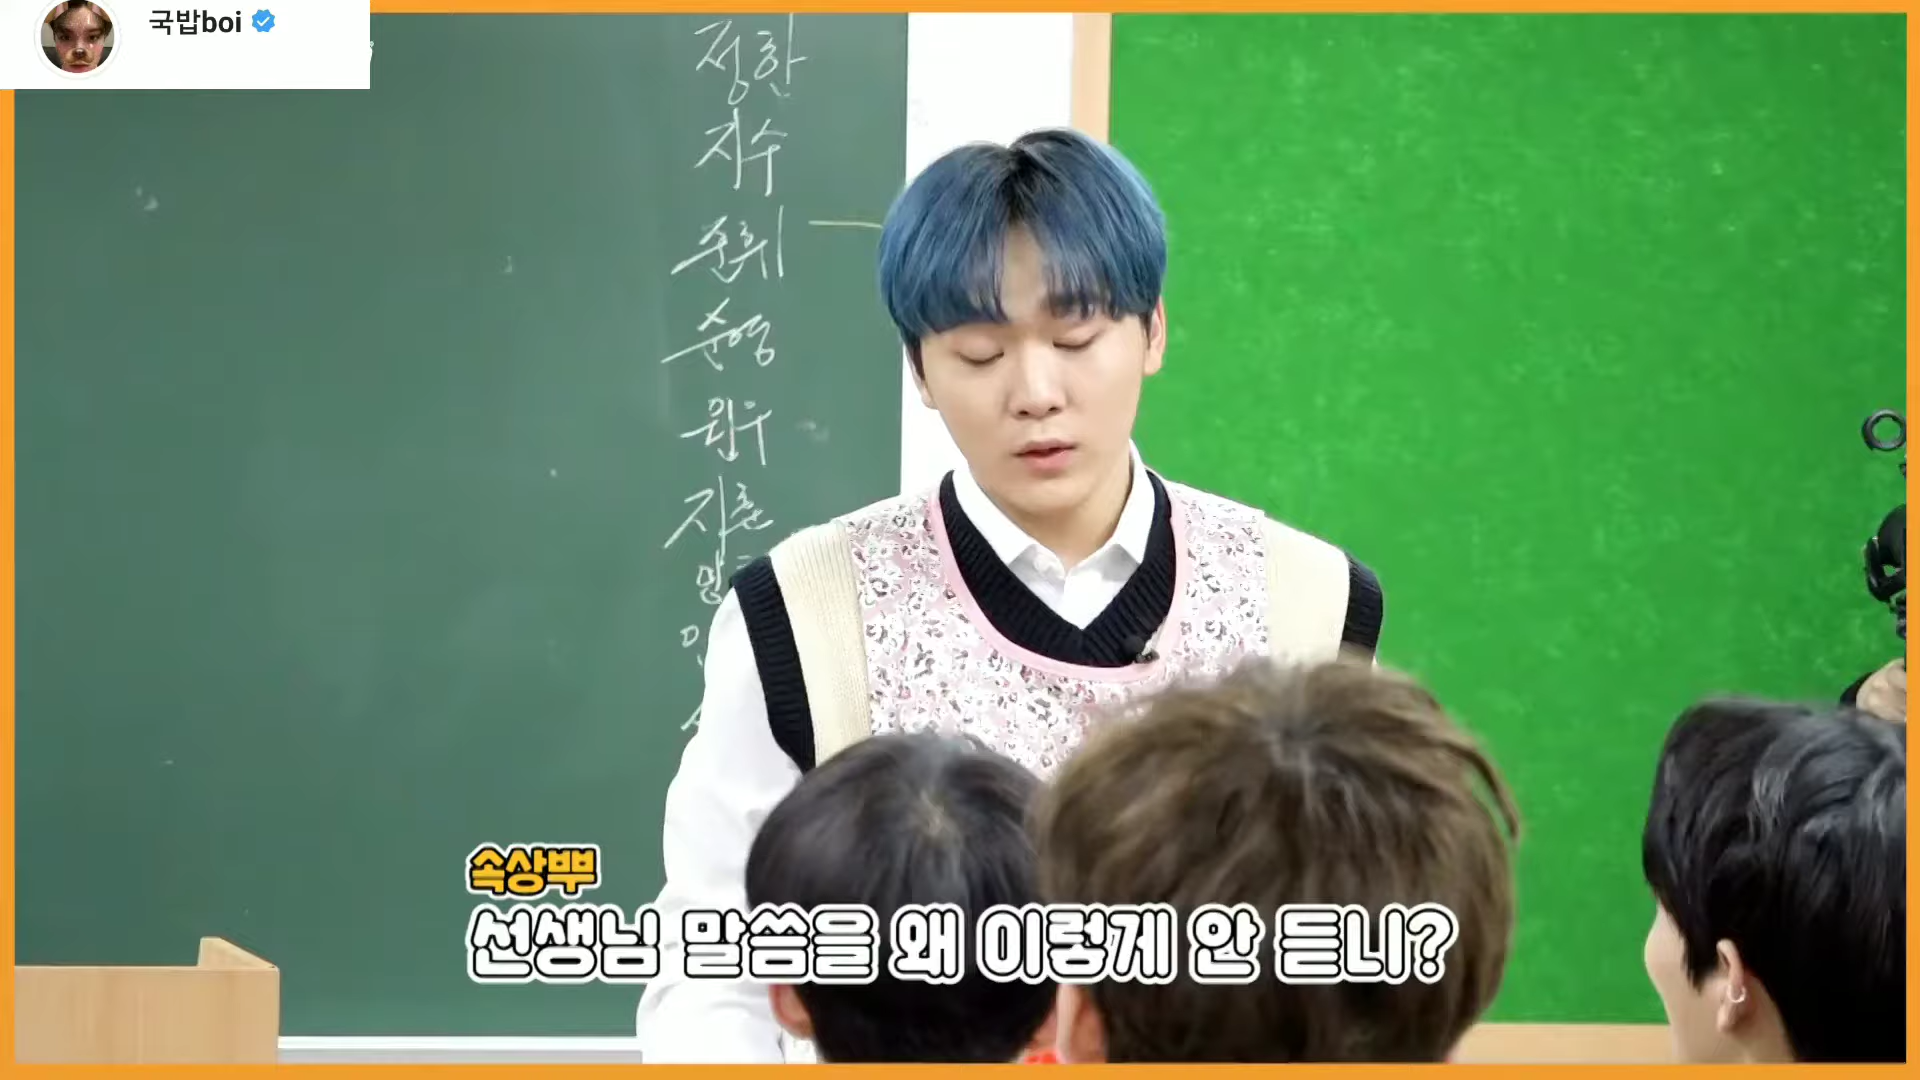 국밥boi
정한
지수
준휘
순영
원우
지훈
명
속상뿌
선생님 말씀을 왜 이렇게 안 듣니?